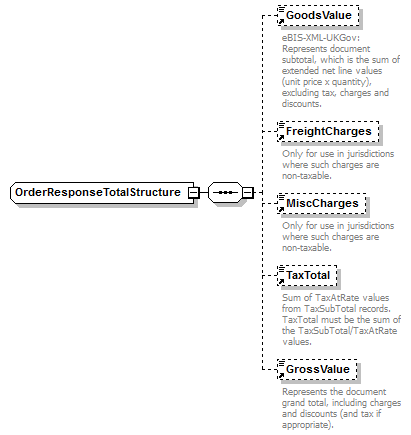 GoodsValue
eBIS-XML-UKGov:
Represents document
subtotal, which is the sum of
extended net line values
(unit price x quantity),
excluding tax, charges and
discounts.
FreightCharges
Only for use in jurisdictions
where such charges are
non-taxable.
OrderResponseTotalStructure
MiscCharges
Only for use in jurisdictions
where such charges are
non-taxable.
TaxTotal
Sum of TaxAtRate values
from TaxSubTotal records.
TaxTotal must be the sum of
the TaxSubTotal/TaxAtRate
values.
GrossValue
Represents the document
grand total, including charges
and discounts (and tax if
appropriate).